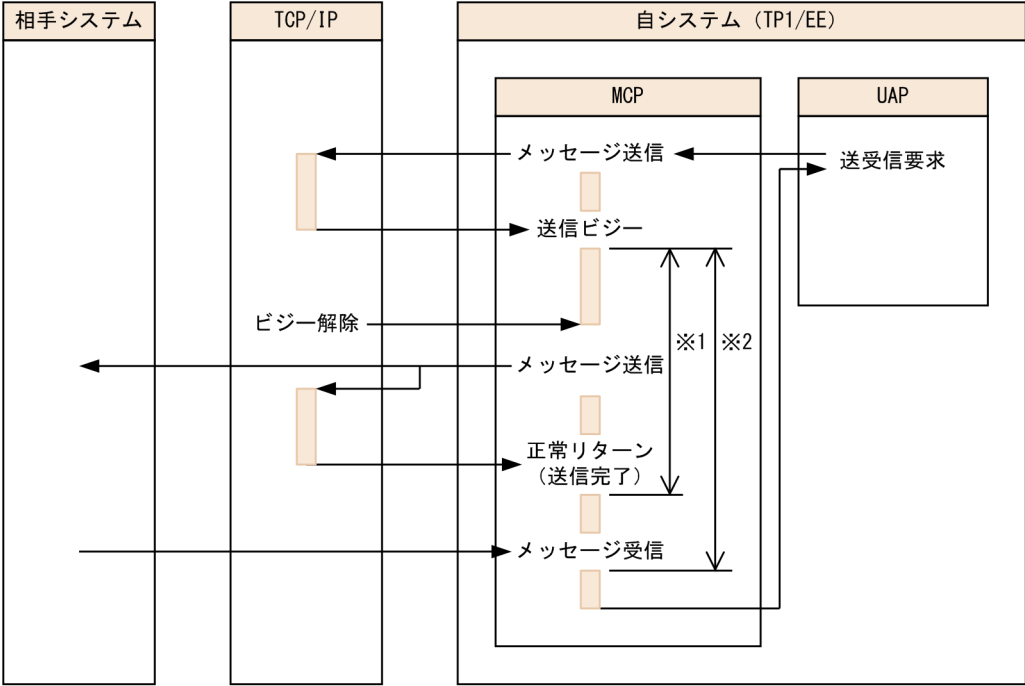 相手システム
TCP/IP
自システム（TP1/EE）
MCP
UAP
メッセージ送信
送受信要求
送信ビジー
ビジー解除
※1
※2
メッセージ送信
正常リターン
（送信完了）
メッセージ受信